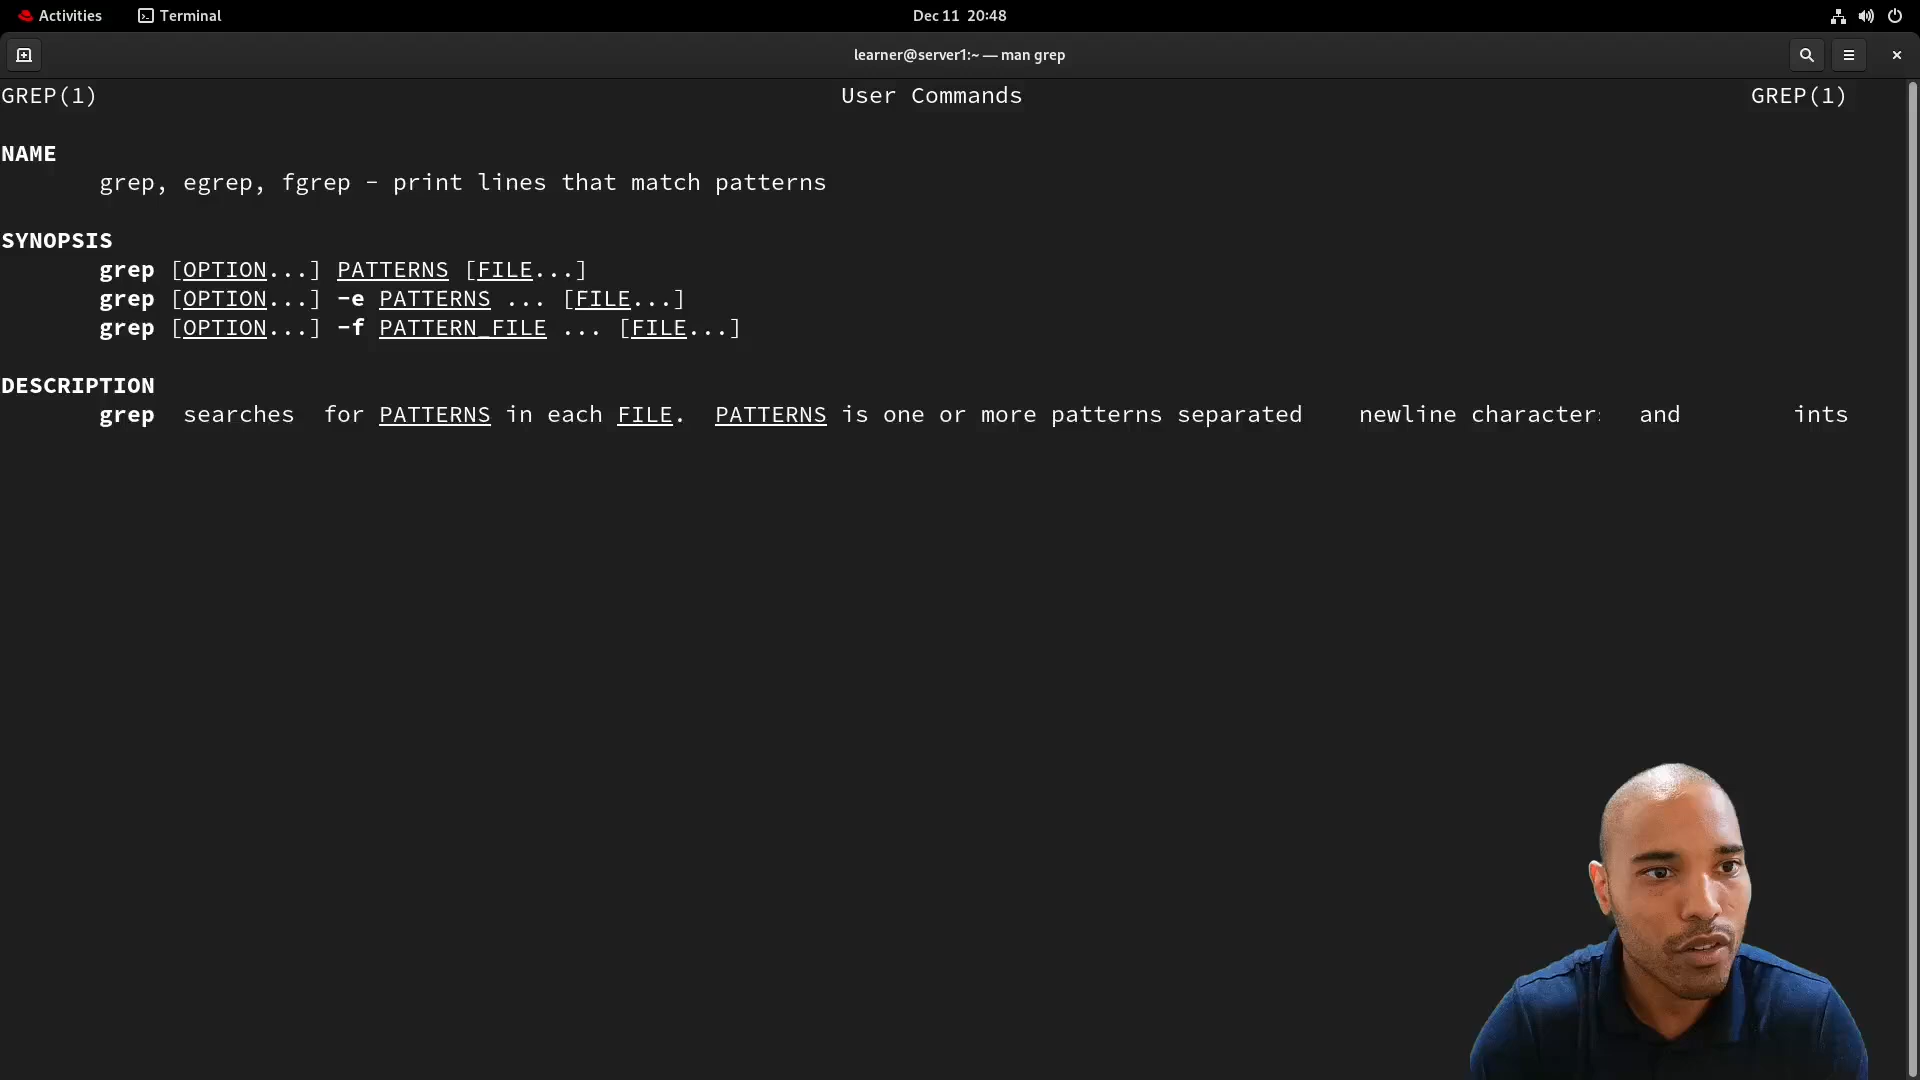 Activities Terminal Dec 11 20:48
learner@server1:~ — man grep
GREP(1) User Commands GREP(1)
NAME
grep, egrep, fgrep - print lines that match patterns
SYNOPSIS
grep [OPTION...] PATTERNS [FILE...]
grep [OPTION...] -e PATTERNS ... [FILE...]
grep [OPTION...] -f PATTERN_FILE ... [FILE...]
DESCRIPTION
grep searches for PATTERNS in each FILE. PATTERNS is one or more patterns separated newline and ints